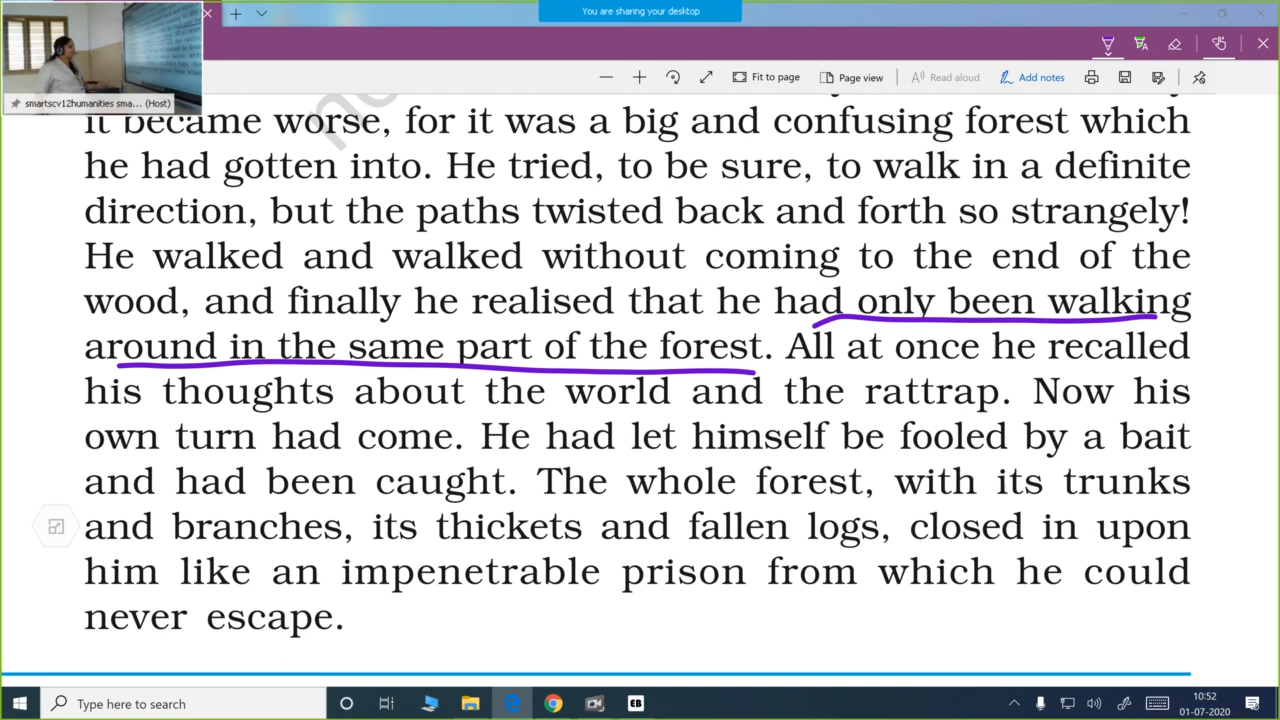 You are sharing your desktop
Fit to page
Page view
Read aloud
Add notes
smartscv12humanities sma... (Host)
it became worse, for it was a big and confusing forest which
he had gotten into. He tried, to be sure, to walk in a definite
direction, but the paths twisted back and forth so strangely!
He walked and walked without coming to the end of the
wood, and finally he realised that he had only been walking
around in the same part of the forest. All at once he recalled
his thoughts about the world and the rattrap. Now his
own turn had come. He had let himself be fooled by a bait
and had been caught. The whole forest, with its trunks
and branches, its thickets and fallen logs, closed in upon
him like an impenetrable prison from which he could
never escape.
Type here to search
EB
10:52
01-07-2020